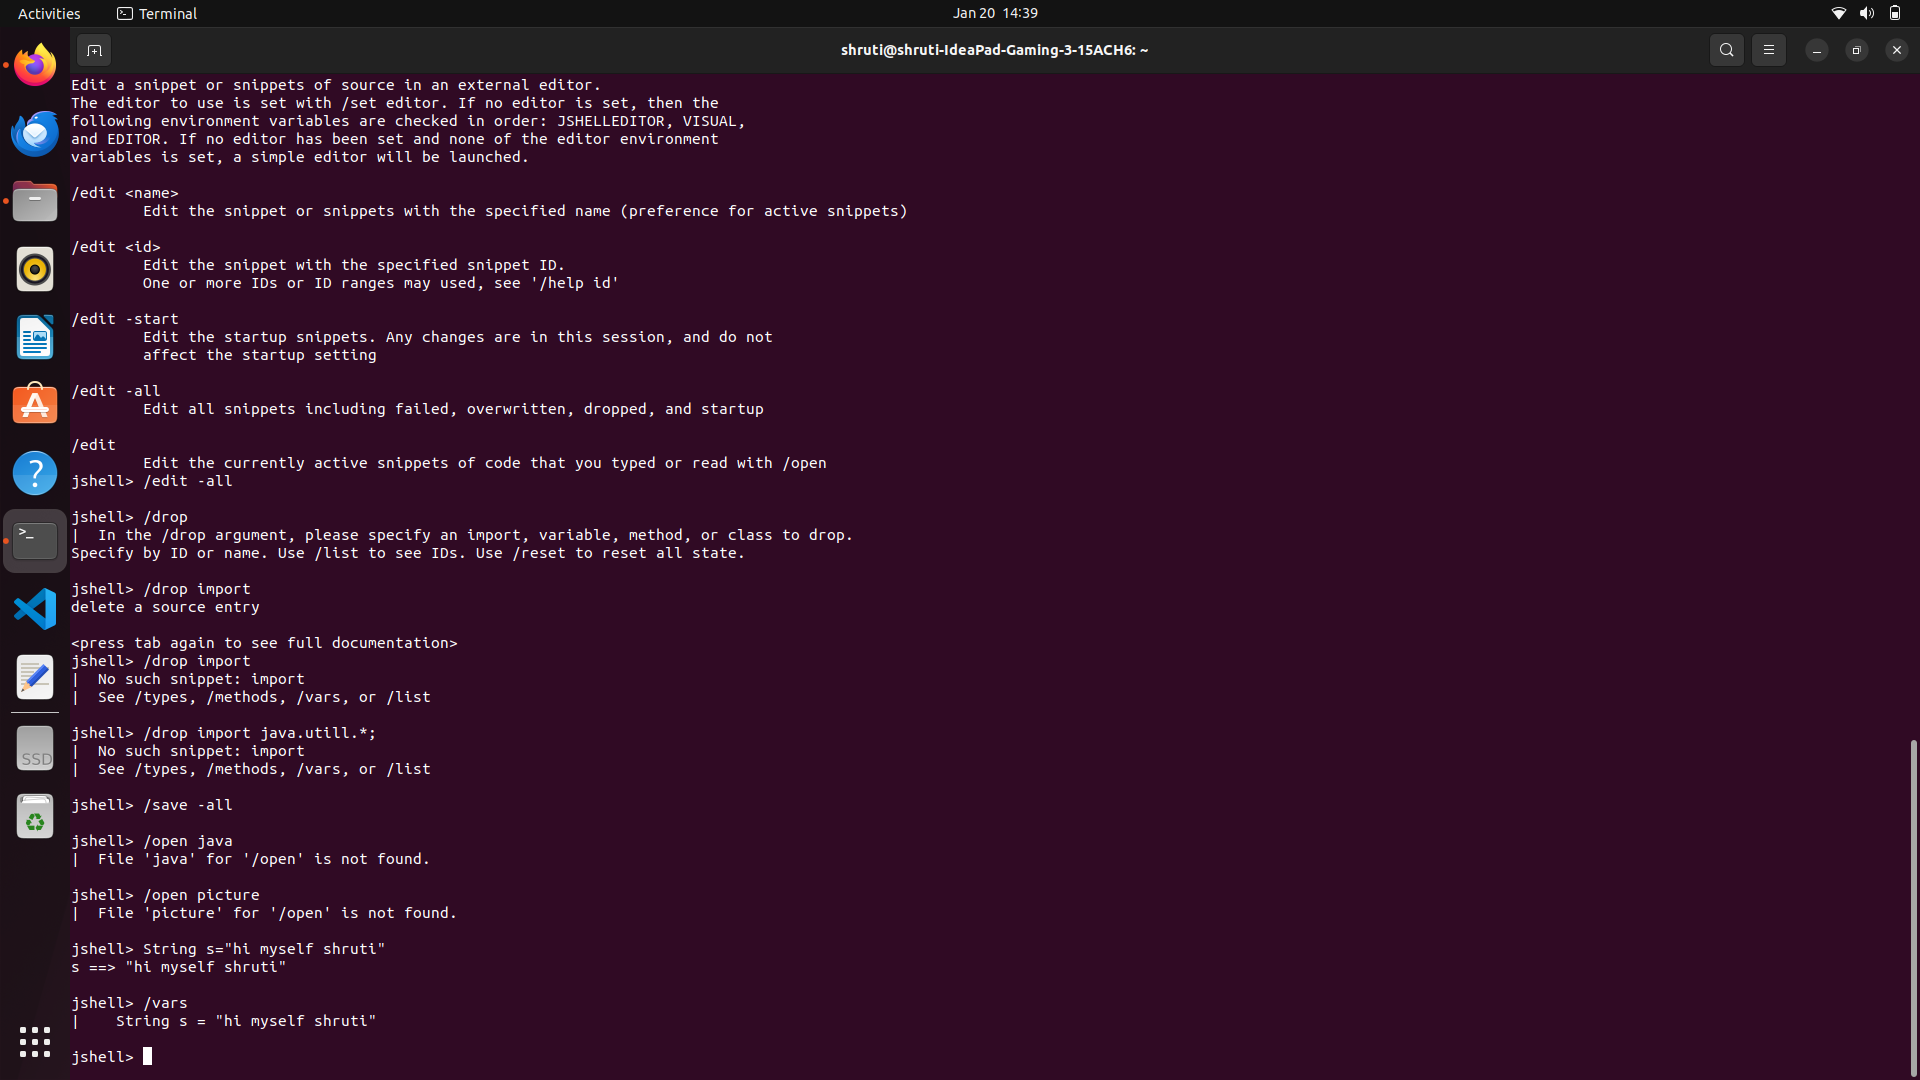 Activities
Terminal
Jan 20  14:39
shruti@shruti-IdeaPad-Gaming-3-15ACH6: ~
Edit a snippet or snippets of source in an external editor.
The editor to use is set with /set editor. If no editor is set, then the
following environment variables are checked in order: JSHELLEDITOR, VISUAL,
and EDITOR. If no editor has been set and none of the editor environment
variables is set, a simple editor will be launched.
/edit <name>
Edit the snippet or snippets with the specified name (preference for active snippets)
/edit <id>
Edit the snippet with the specified snippet ID.
One or more IDs or ID ranges may used, see '/help id'
/edit -start
Edit the startup snippets. Any changes are in this session, and do not
affect the startup setting
/edit -all
Edit all snippets including failed, overwritten, dropped, and startup
/edit
Edit the currently active snippets of code that you typed or read with /open
jshell> /edit -all
jshell> /drop
|  In the /drop argument, please specify an import, variable, method, or class to drop.
Specify by ID or name. Use /list to see IDs. Use /reset to reset all state.
jshell> /drop import
delete a source entry
<press tab again to see full documentation>
jshell> /drop import
|  No such snippet: import
|  See /types, /methods, /vars, or /list
jshell> /drop import java.utill.*;
|  No such snippet: import
|  See /types, /methods, /vars, or /list
jshell> /save -all
jshell> /open java
|  File 'java' for '/open' is not found.
jshell> /open picture
|  File 'picture' for '/open' is not found.
jshell> String s="hi myself shruti"
s ==> "hi myself shruti"
jshell> /vars
|    String s = "hi myself shruti"
jshell>
SSD